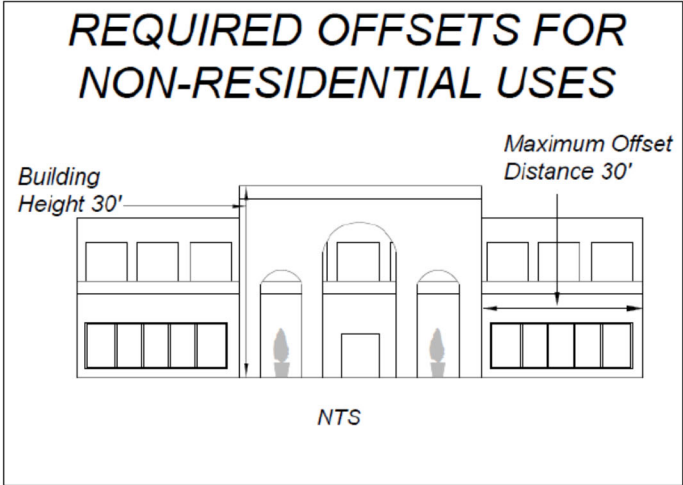 REQUIRED OFFSETS FOR
NON-RESIDENTIAL USES
Maximum Offset
Distance 30'
Building
Height 30'
NTS